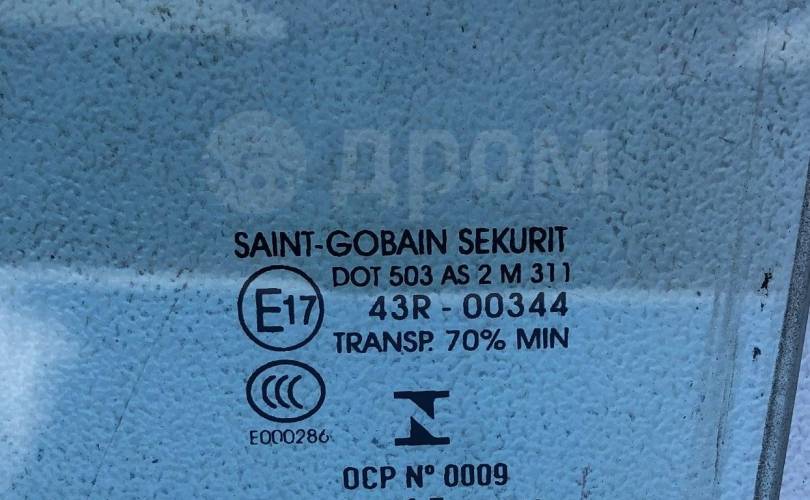 дром
SAINT-GOBAIN SEKURIT
DOT 503 AS 2 M 311
E17
43R - 00344
TRANSP. 70% MIN
CCC
E000286
OCP Nº 0009